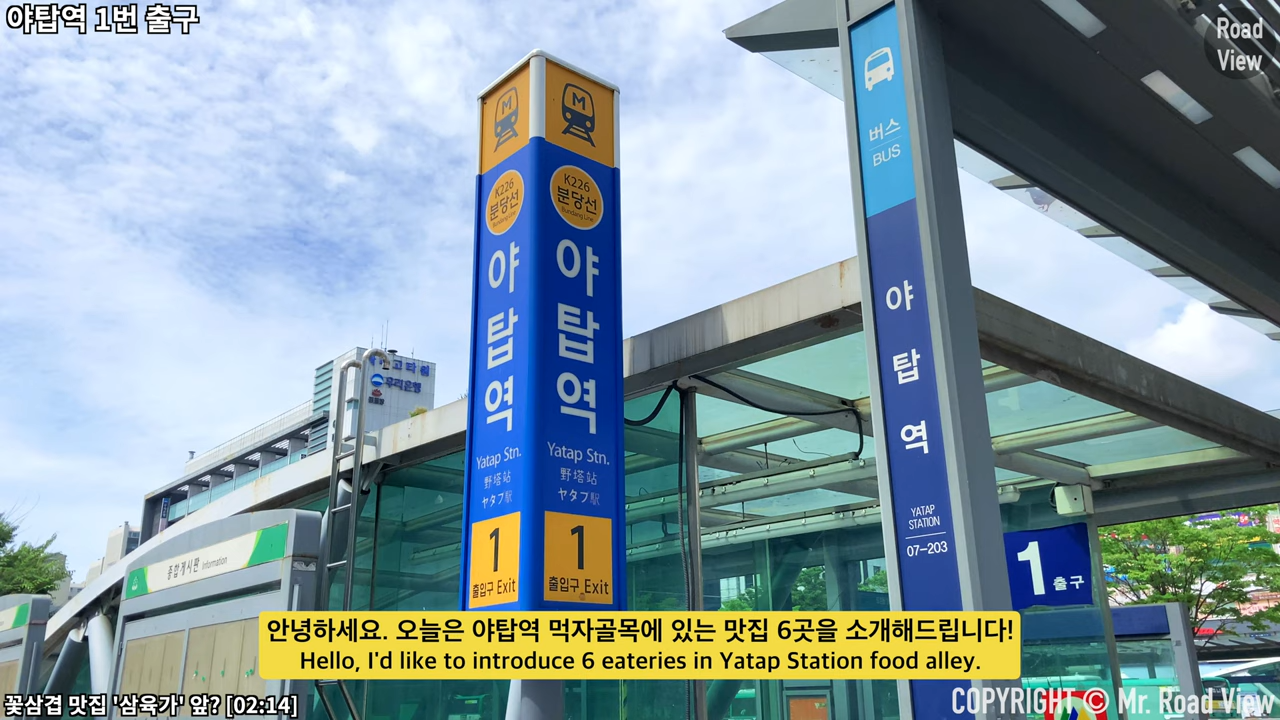 야탑역 1번 출구
Road
View
버스
BUS
야
탑
역
YATAP
STATION
07-203
M
M
K226
분당선
Bundang Line
K226
분당선
Bundang Line
야
탑
역
Yatap Stn.
野塔站
ヤタプ駅
1
출입구 Exit
야
탑
역
Yatap Stn.
野塔站
ヤタプ駅
1
출입구 Exit
우리은행
종합게시판 Information
1 출구
안녕하세요. 오늘은 야탑역 먹자골목에 있는 맛집 6곳을 소개해드립니다!
Hello, I'd like to introduce 6 eateries in Yatap Station food alley.
꽃삼겹 맛집 '삼육가' 앞? [02:14]
COPYRIGHT © Mr. Road View